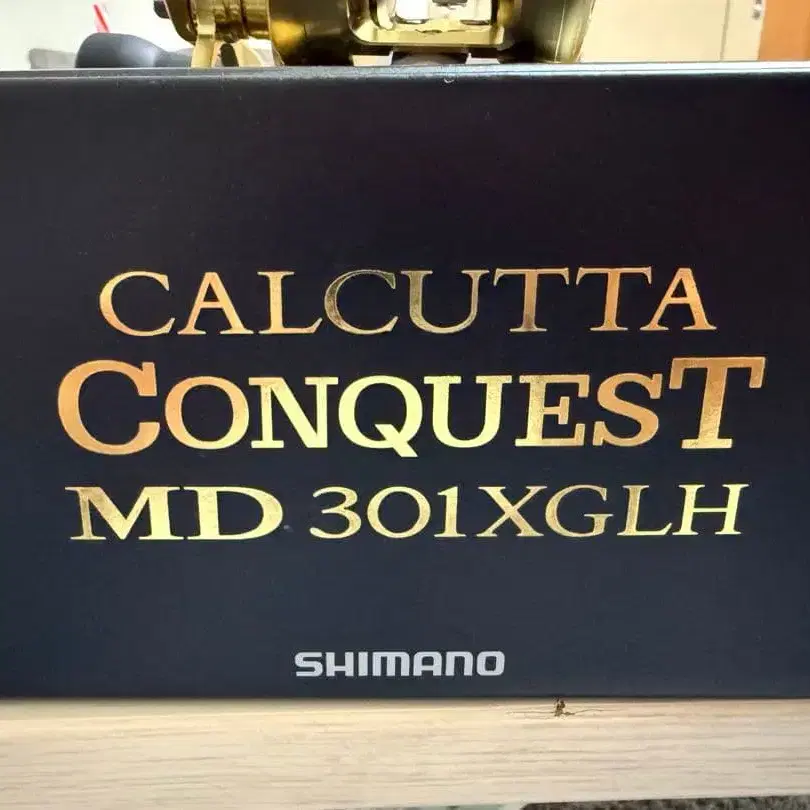 CALCUTTA
CONQUEST
MD 301XGLH
SHIMANO